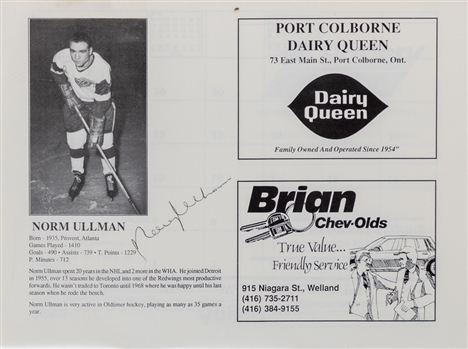 NORM ULLMAN
Born - 1935, Provost, Atlanta
Games Played - 1410
Goals - 490 • Assists - 739 • T. Points - 1229
P. Minutes - 712
Norm Ullman spent 20 years in the NHL and 2 more in the WHA. He joined Detroit
in 1955, over 13 seasons he developed into one of the Redwings most productive
forwards. He wasn't traded to Toronto until 1968 where he was happy until his last
season when he rode the bench.
Norm Ullman is very active in Oldtimer hockey, playing as many as 35 games a
year.
Norm Ullman
PORT COLBORNE
DAIRY QUEEN
73 East Main St., Port Colborne, Ont.
Dairy
Queen
Family Owned And Operated Since 1954"
Brian
Chev-Olds
True Value...
Friendly Service
915 Niagara St., Welland
(416) 735-2711
(416) 384-9155